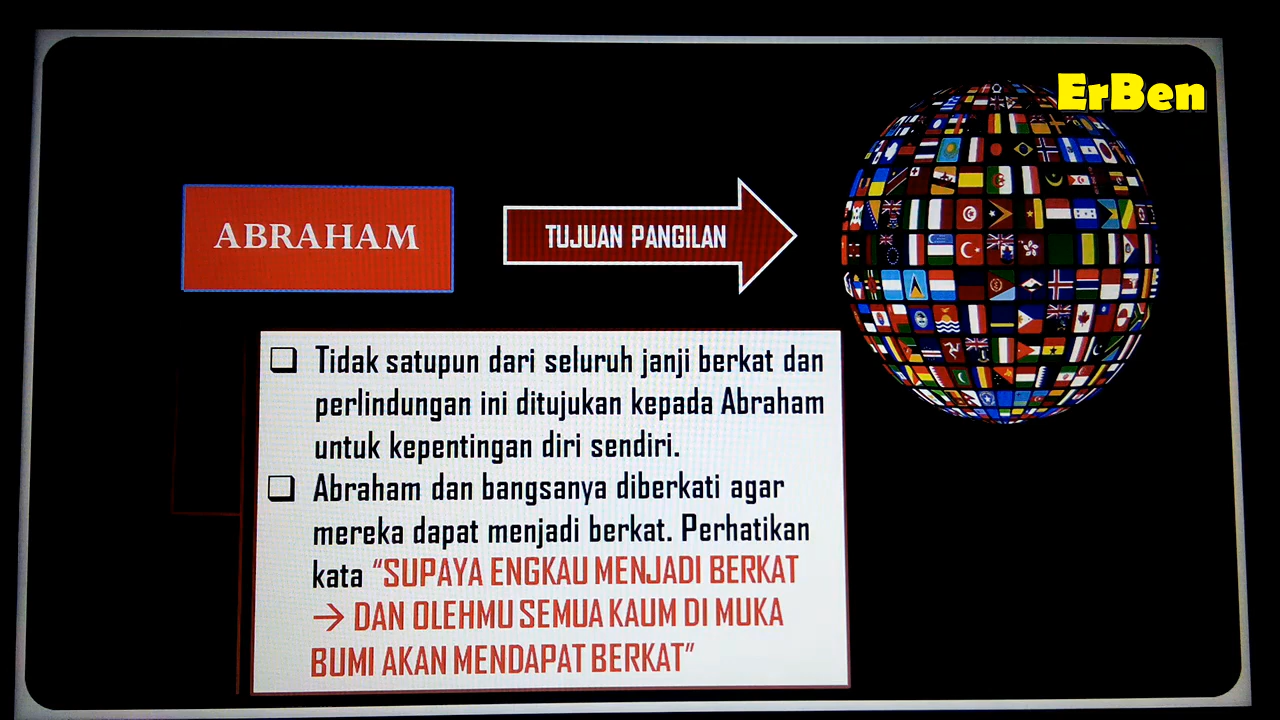 ErBen
ABRAHAM
TUJUAN PANGILAN
Tidak satupun dari seluruh janji berkat dan
perlindungan ini ditujukan kepada Abraham
untuk kepentingan diri sendiri.
Abraham dan bangsanya diberkati agar
mereka dapat menjadi berkat. Perhatikan
kata “SUPAYA ENGKAU MENJADI BERKAT
→ DAN OLEHMU SEMUA KAUM DI MUKA
BUMI AKAN MENDAPAT BERKAT”